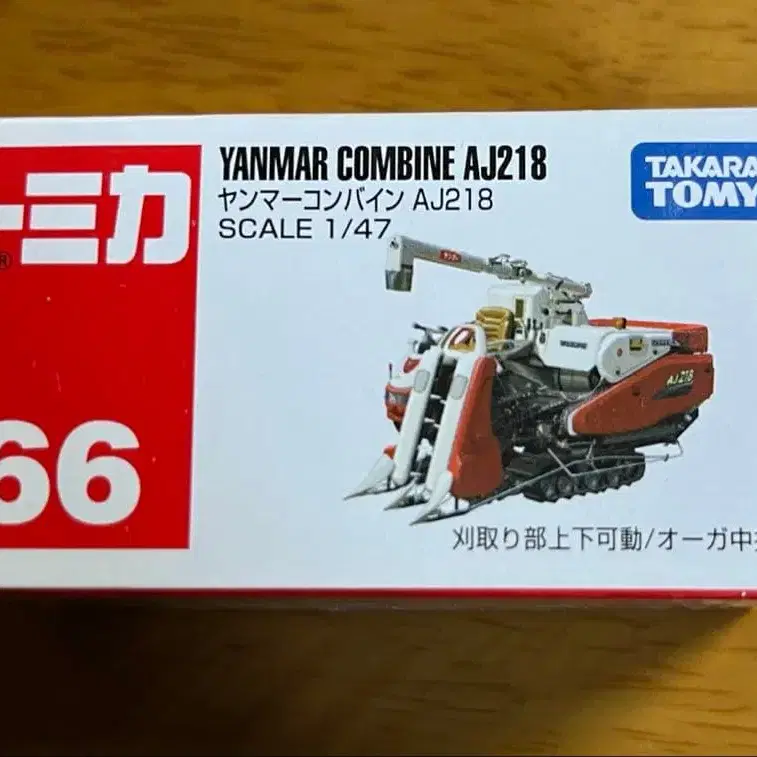 ーミカ
®
66
YANMAR COMBINE AJ218
ヤンマーコンバイン AJ218
SCALE 1/47
TAKARA
TOMY
AJ218
刈取り部上下可動/オーガ中